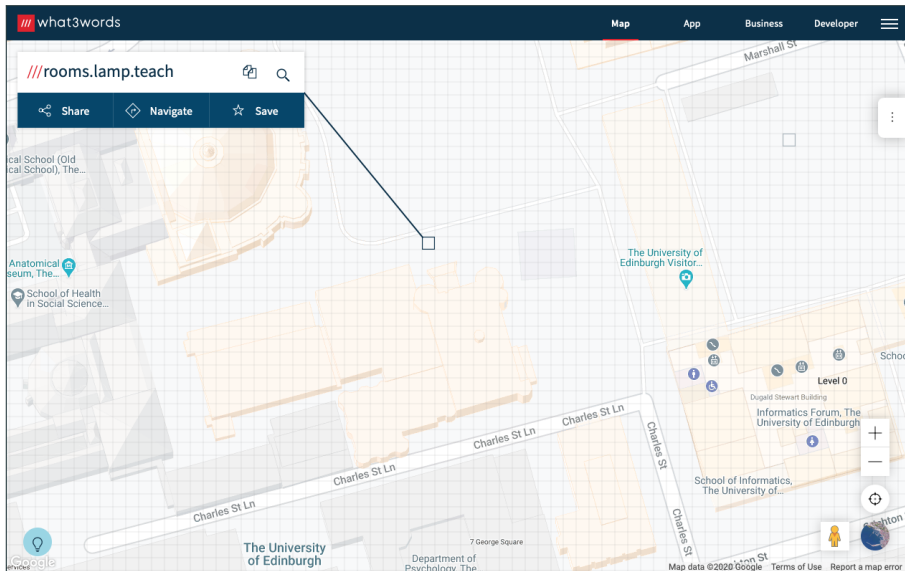 what3words
Map
App
Business
Developer
///rooms.lamp.teach
Share
Navigate
Save
Marshall St
ical School (Old
ical School), The...
Anatomical
seum, The...
School of Health
in Social Science...
The University of
Edinburgh Visitor...
Schoo
Level 0
Dugald Stewart Building
Informatics Forum, The
University of Edinburgh
Charles St Ln
Charles St Ln
Charles St Ln
Charles St Ln
Charles St
School of Informatics,
The University of...
Charles St
7 George Square
The University
of Edinburgh
Department of
Psychology, The
Google
ervices
Map data ©2020 Google
Terms of Use
Report a map error